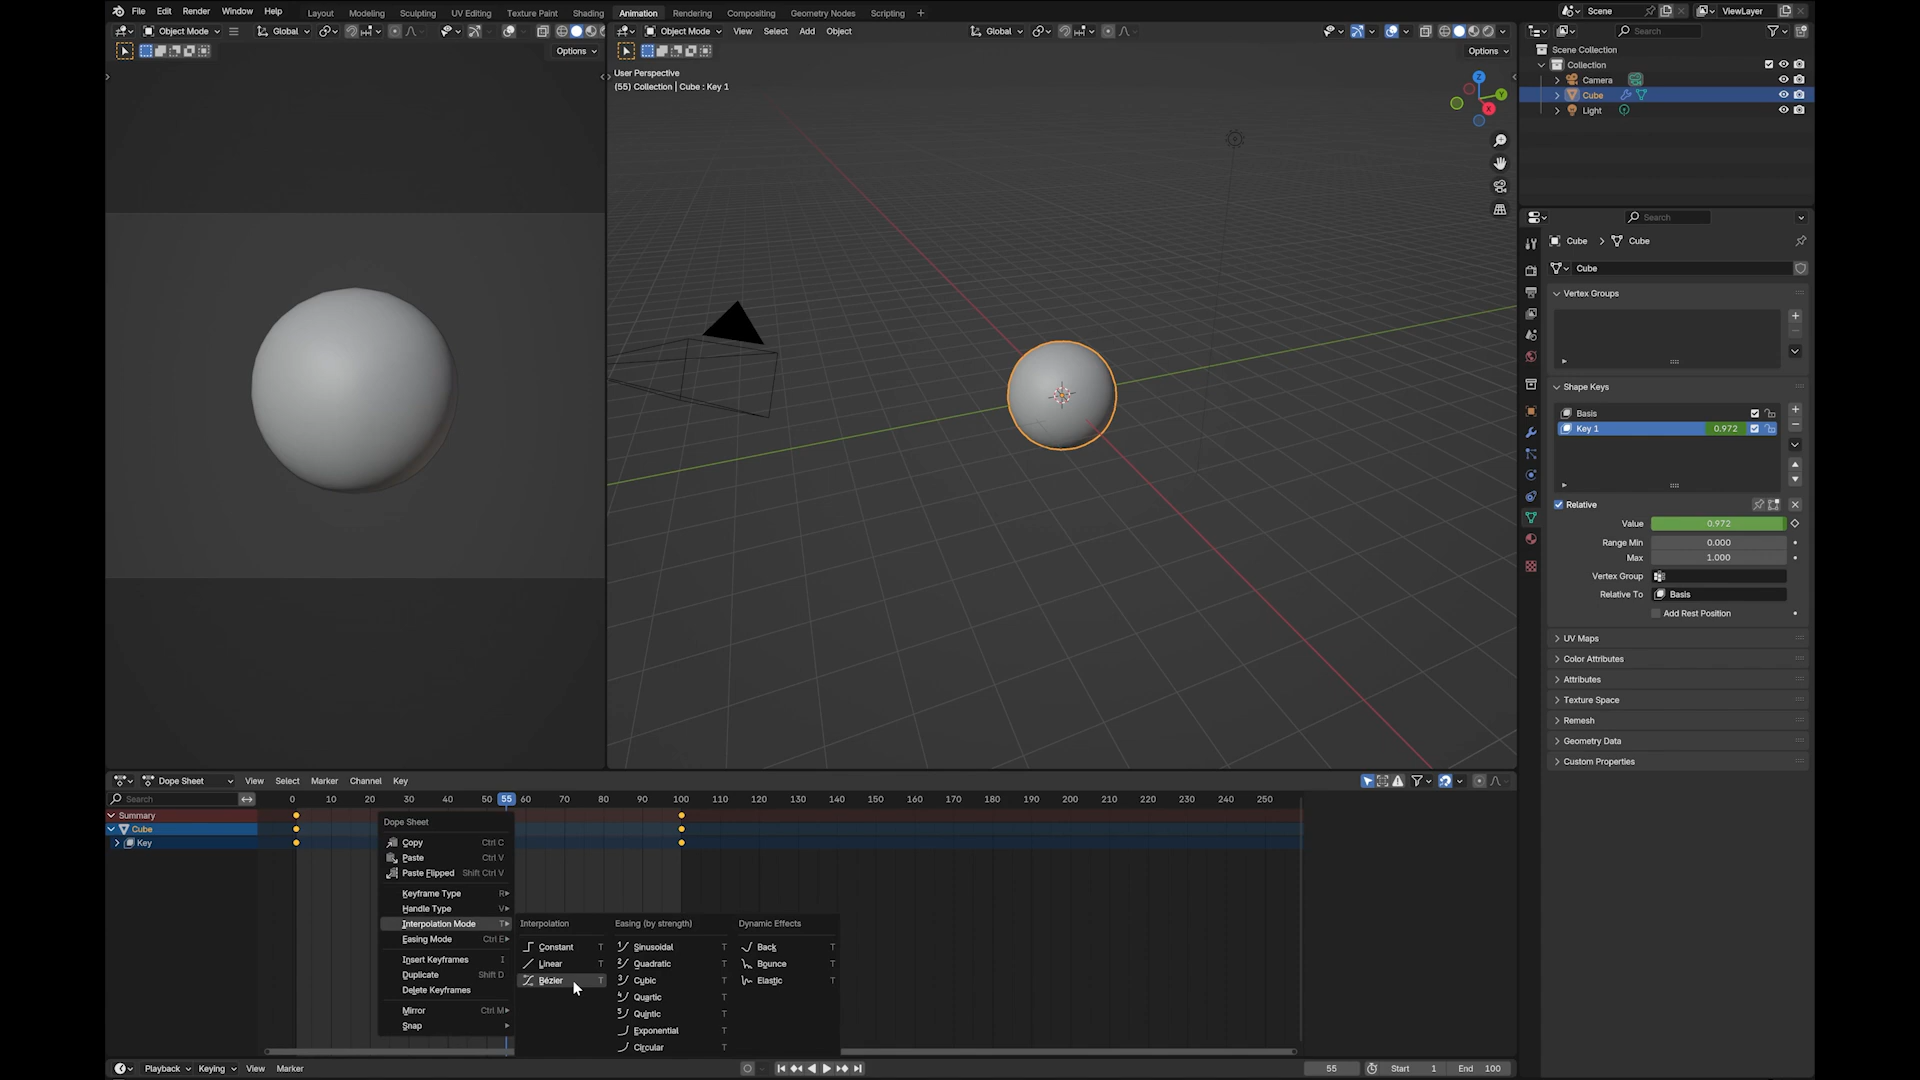 File Edit Render Window Help
Layout Modeling Sculpting UV Editing Texture Paint Shading Animation Rendering Compositing Geometry Nodes Scripting +
Scene ViewLayer
Object Mode Global
Options
Object Mode View Select Add Object Global
Options
User Perspective
(55) Collection | Cube : Key 1
Z
Y
X
Search
Scene Collection
Collection
Camera
Cube
Light
Search
Cube > Cube
Cube
Vertex Groups
Shape Keys
Basis
Key 1 0.972
Relative
Value 0.972
Range Min 0.000
Max 1.000
Vertex Group
Relative To Basis
Add Rest Position
UV Maps
Color Attributes
Attributes
Texture Space
Remesh
Geometry Data
Custom Properties
Dope Sheet View Select Marker Channel Key
Search 0 10 20 30 40 50 55 60 70 80 90 100 110 120 130 140 150 160 170 180 190 200 210 220 230 240 250
Summary
Cube
Key
Dope Sheet
Copy Ctrl C
Paste Ctrl V
Paste Flipped Shift Ctrl V
Keyframe Type R
Handle Type V
Interpolation Mode T
Easing Mode Ctrl E
Insert Keyframes I
Duplicate Shift D
Delete Keyframes
Mirror Ctrl M
Snap
Interpolation
Constant T
Linear T
Bézier T
Easing (by strength)
Sinusoidal T
Quadratic T
Cubic T
Quartic T
Quintic T
Exponential T
Circular T
Dynamic Effects
Back T
Bounce T
Elastic T
Playback Keying View Marker
55 Start 1 End 100